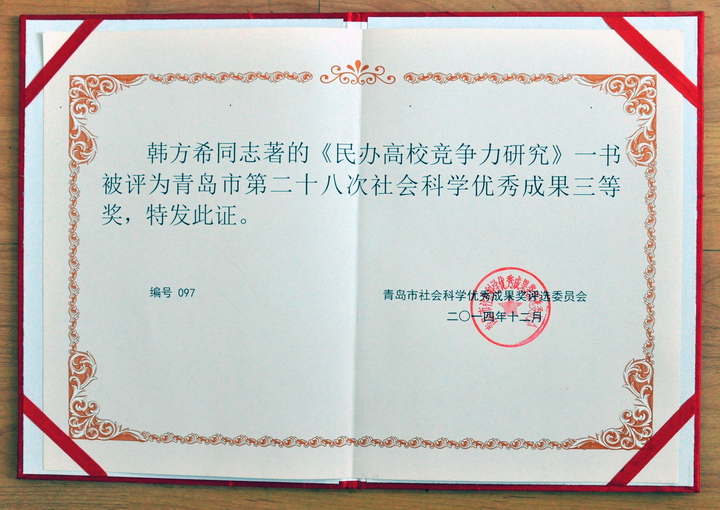 韩方希同志著的《民办高校竞争力研究》一书
被评为青岛市第二十八次社会科学优秀成果三等
奖，特发此证。
编号 097
青岛市社会科学优秀成果奖评选委员会
二〇一四年十二月